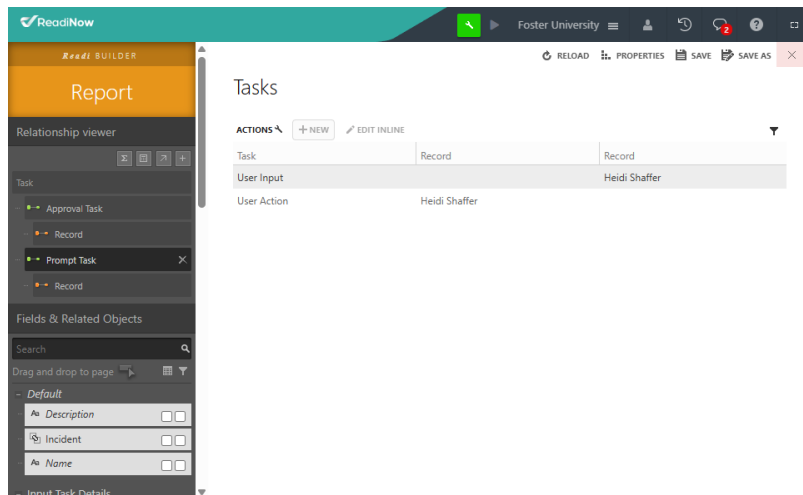 ReadiNow
Foster University
2
Readi BUILDER
Report
RELOAD PROPERTIES SAVE SAVE AS
Tasks
Relationship viewer
ACTIONS + NEW EDIT INLINE
Task Record Record
User Input Heidi Shaffer
User Action Heidi Shaffer
Task
Approval Task
Record
Prompt Task
Record
Fields & Related Objects
Search
Drag and drop to page
Default
Aa Description
Incident
Aa Name
Input Task Details